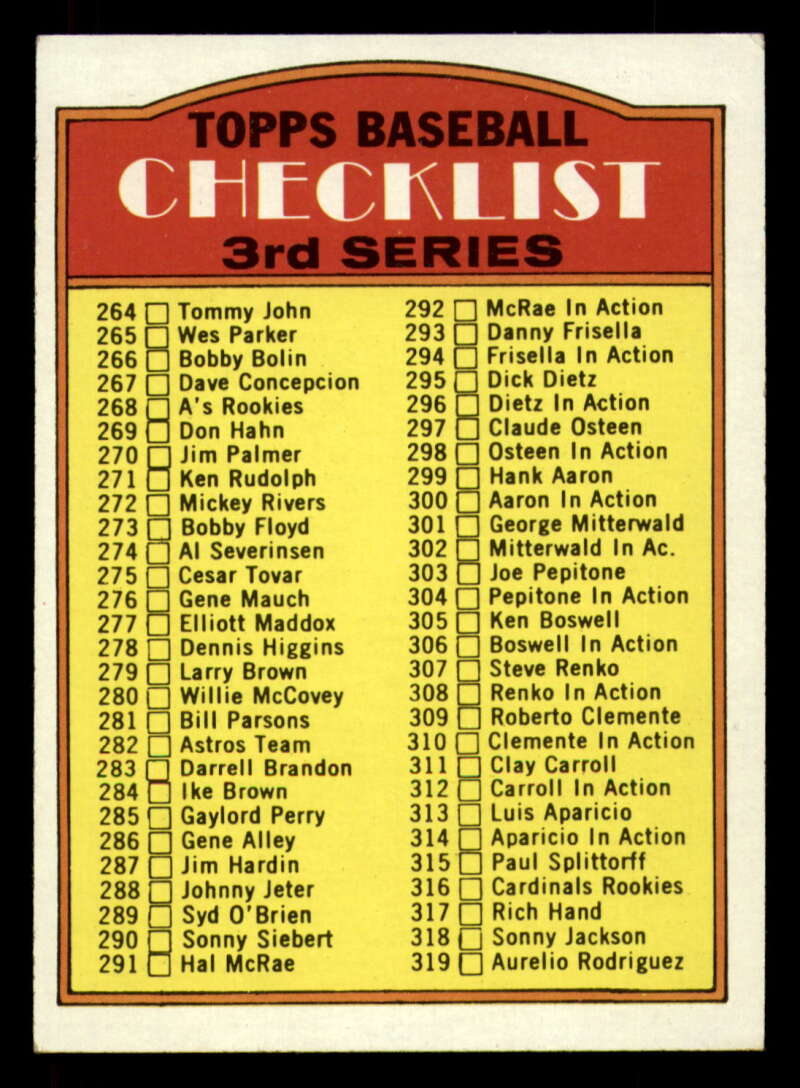 TOPPS BASEBALL
CHECKLIST
3rd SERIES
264 Tommy John
265 Wes Parker
266 Bobby Bolin
267 Dave Concepcion
268 A's Rookies
269 Don Hahn
270 Jim Palmer
271 Ken Rudolph
272 Mickey Rivers
273 Bobby Floyd
274 Al Severinsen
275 Cesar Tovar
276 Gene Mauch
277 Elliott Maddox
278 Dennis Higgins
279 Larry Brown
280 Willie McCovey
281 Bill Parsons
282 Astros Team
283 Darrell Brandon
284 Ike Brown
285 Gaylord Perry
286 Gene Alley
287 Jim Hardin
288 Johnny Jeter
289 Syd O'Brien
290 Sonny Siebert
291 Hal McRae
292 McRae In Action
293 Danny Frisella
294 Frisella In Action
295 Dick Dietz
296 Dietz In Action
297 Claude Osteen
298 Osteen In Action
299 Hank Aaron
300 Aaron In Action
301 George Mitterwald
302 Mitterwald In Ac.
303 Joe Pepitone
304 Pepitone In Action
305 Ken Boswell
306 Boswell In Action
307 Steve Renko
308 Renko In Action
309 Roberto Clemente
310 Clemente In Action
311 Clay Carroll
312 Carroll In Action
313 Luis Aparicio
314 Aparicio In Action
315 Paul Splittorff
316 Cardinals Rookies
317 Rich Hand
318 Sonny Jackson
319 Aurelio Rodriguez